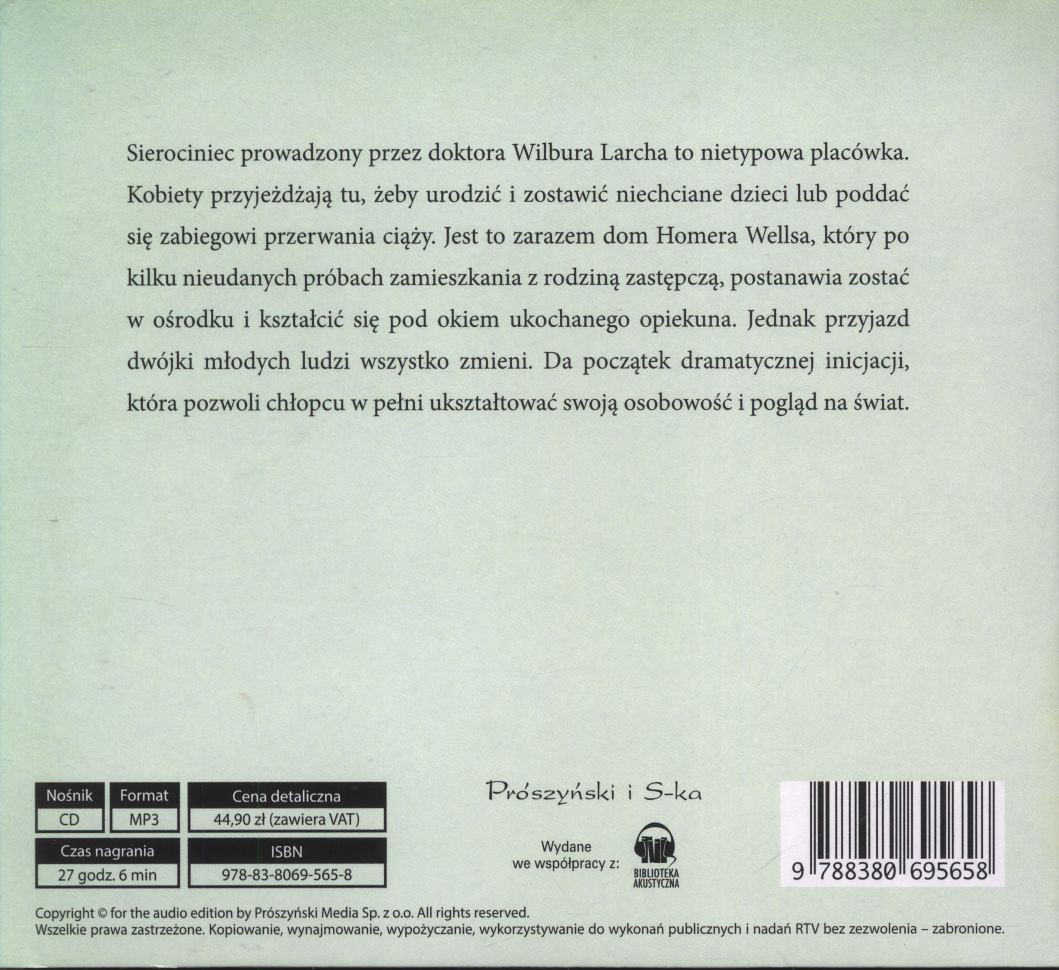 Sierociniec prowadzony przez doktora Wilbura Larcha to nietypowa placówka.
Kobiety przyjeżdżają tu, żeby urodzić i zostawić niechciane dzieci lub poddać
się zabiegowi przerwania ciąży. Jest to zarazem dom Homera Wellsa, który po
kilku nieudanych próbach zamieszkania z rodziną zastępczą, postanawia zostać
w ośrodku i kształcić się pod okiem ukochanego opiekuna. Jednak przyjazd
dwójki młodych ludzi wszystko zmieni. Da początek dramatycznej inicjacji,
która pozwoli chłopcu w pełni ukształtować swoją osobowość i pogląd na świat.
Nośnik
CD
Format
MP3
Cena detaliczna
44,90 zł (zawiera VAT)
Czas nagrania
27 godz. 6 min
ISBN
978-83-8069-565-8
Prószyński i S-ka
Wydane
we współpracy z:
BIBLIOTEKA
AKUSTYCZNA
9 788380 695658
Copyright © for the audio edition by Prószyński Media Sp. z o.o. All rights reserved.
Wszelkie prawa zastrzeżone. Kopiowanie, wynajmowanie, wypożyczanie, wykorzystywanie do wykonań publicznych i nadań RTV bez zezwolenia – zabronione.